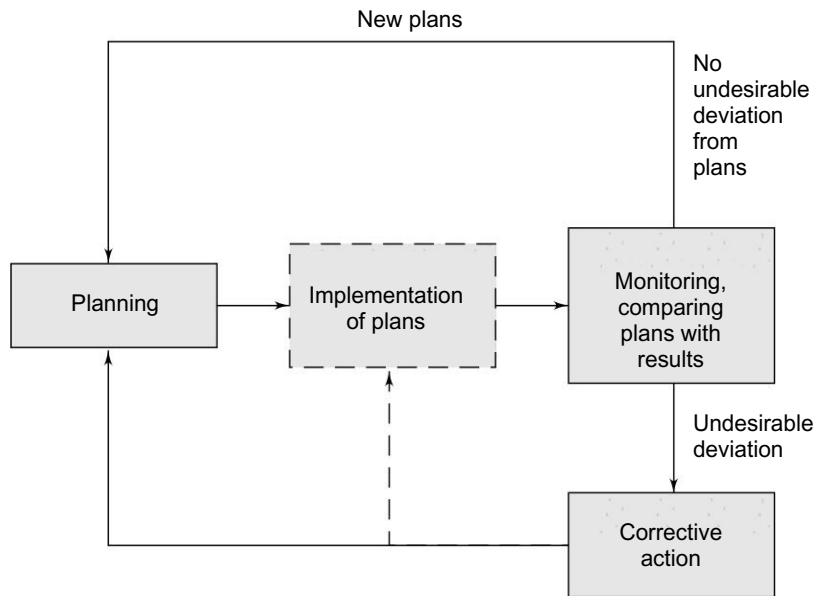 New plans
No
undesirable
deviation
from
plans
Planning
Implementation
of plans
Monitoring,
comparing
plans with
results
Undesirable
deviation
Corrective
action